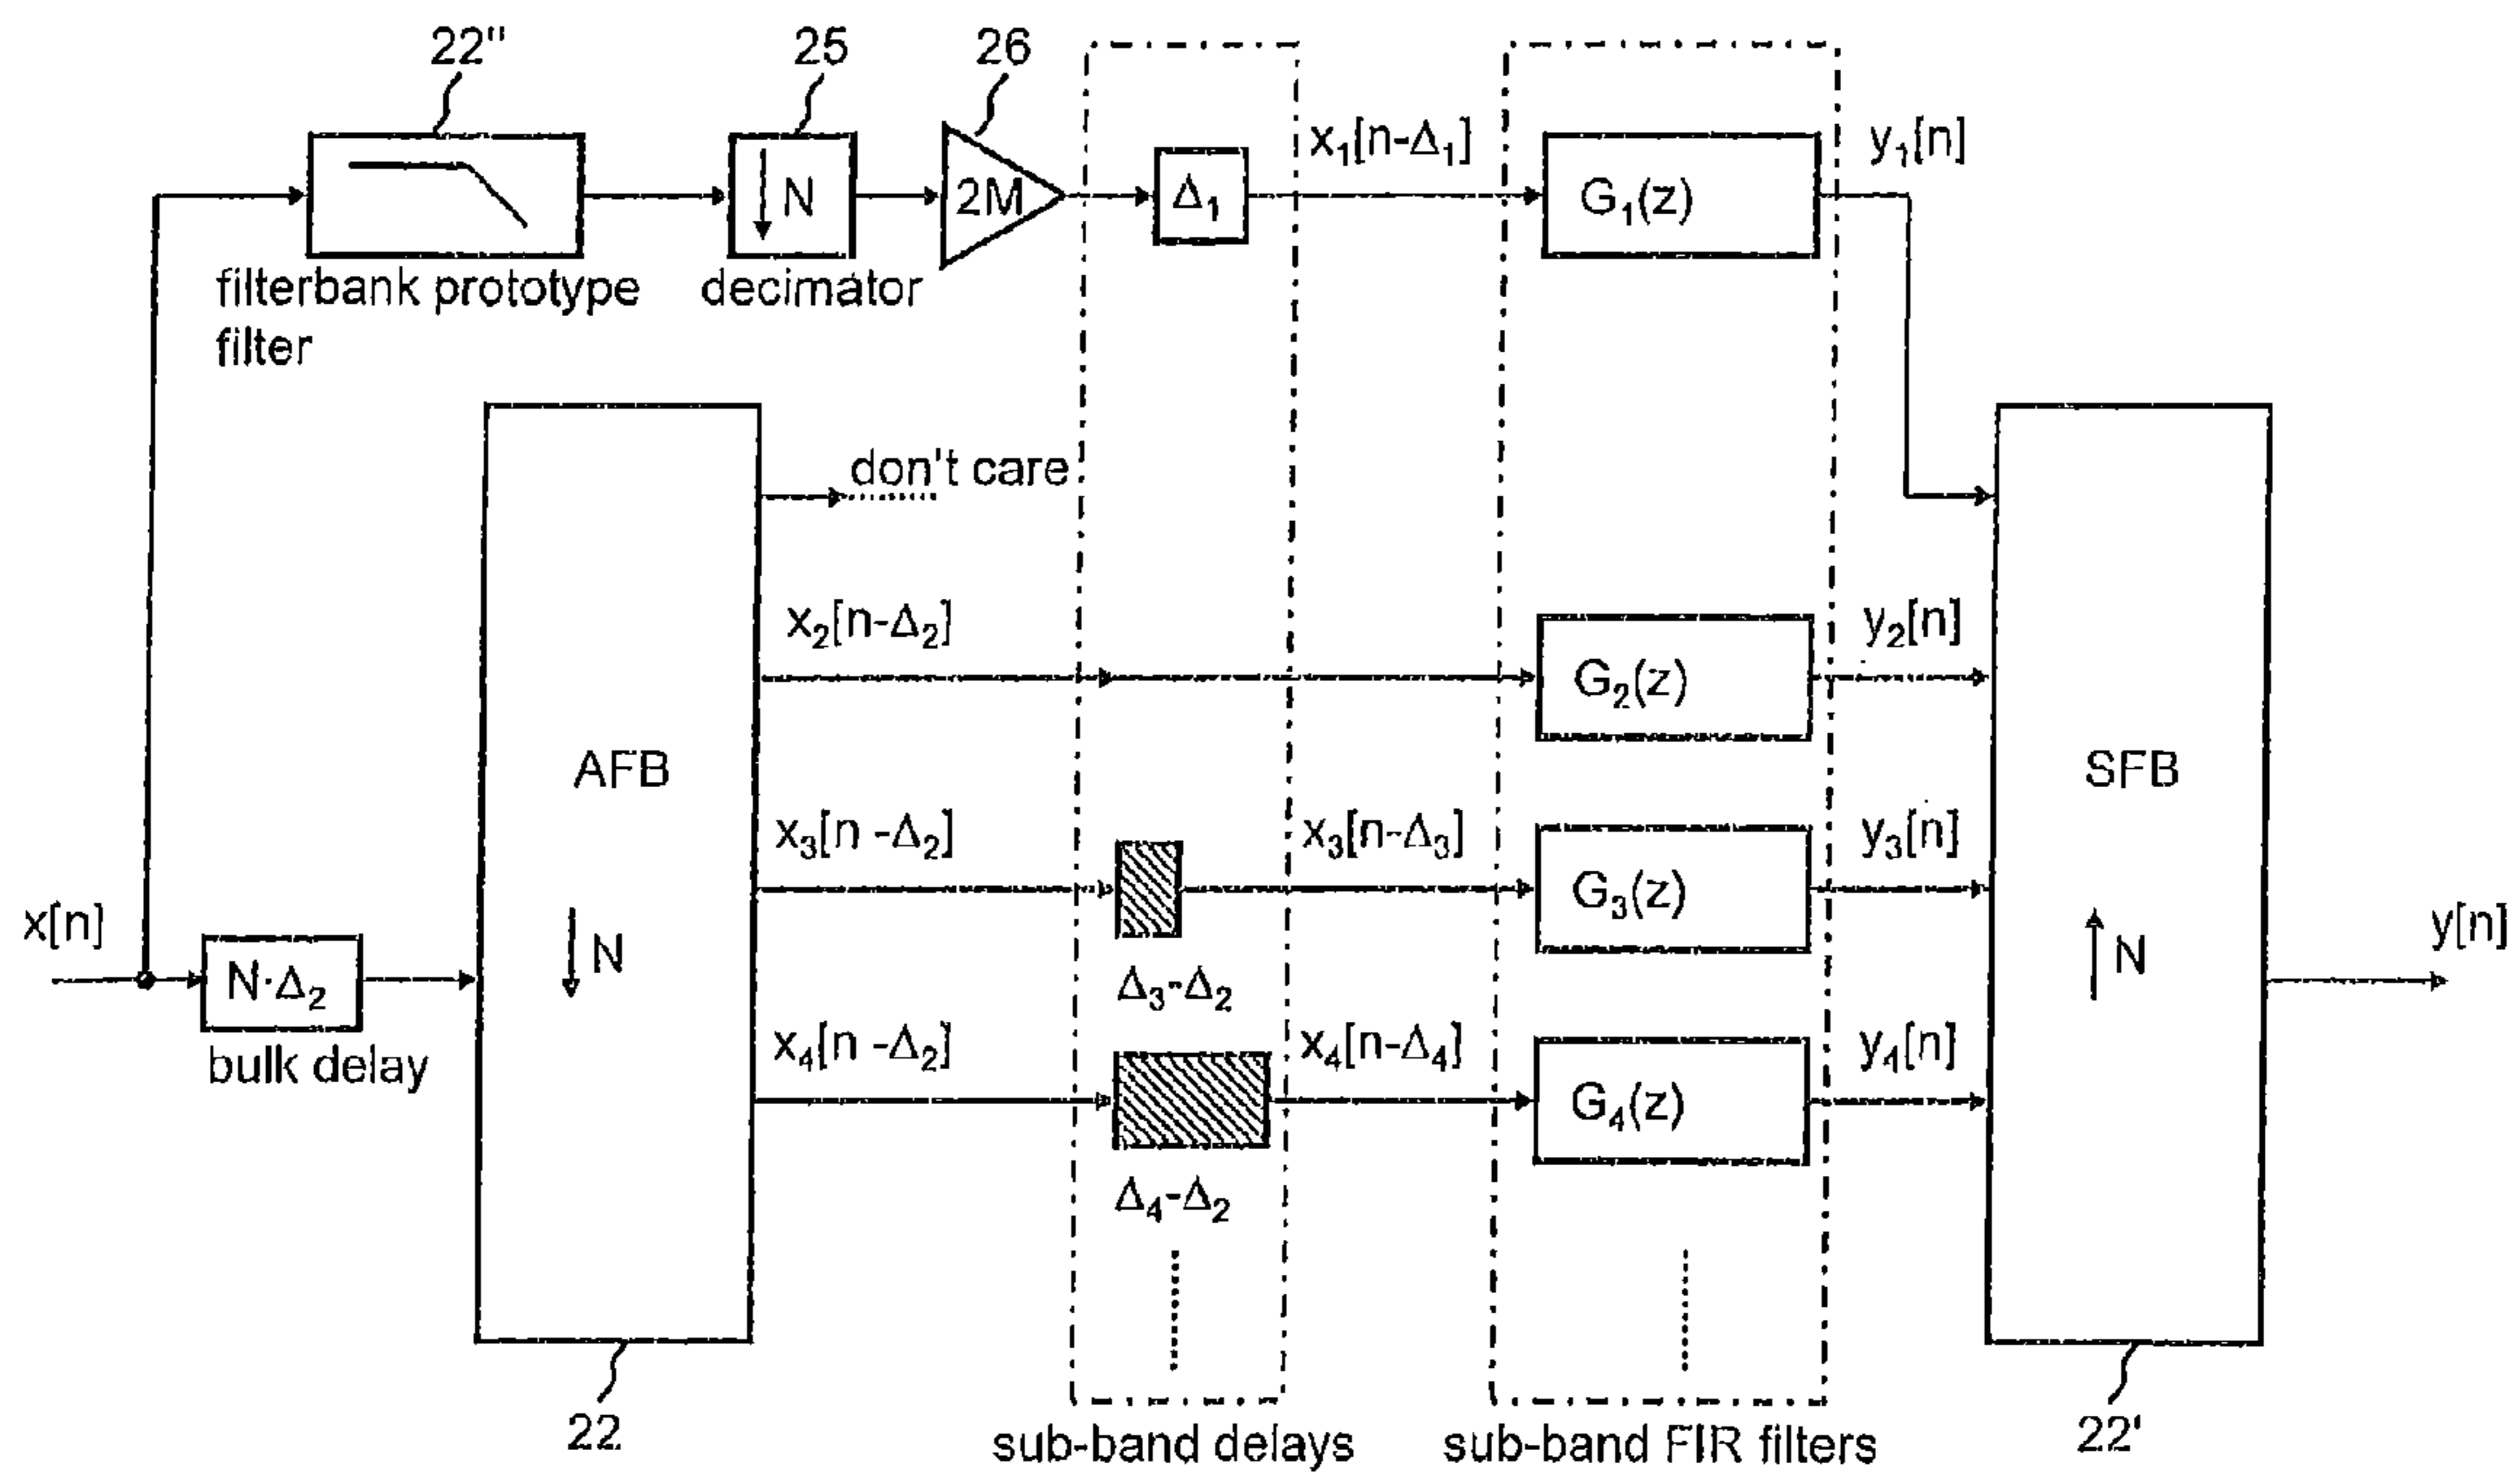 22"
25
26
↓ N
2M
Δ₁
x₁[n-Δ₁]
G₁(z)
y₁[n]
filterbank prototype
filter
decimator
don't care
x₂[n-Δ₂]
G₂(z)
y₂[n]
AFB
SFB
x₃[n -Δ₂]
x₃[n-Δ₃]
G₃(z)
y₃[n]
x[n]
N·Δ₂
↓ N
Δ₃-Δ₂
↑ N
y[n]
bulk delay
x₄[n -Δ₂]
x₄[n-Δ₄]
G₄(z)
y₄[n]
Δ₄-Δ₂
22
sub-band delays
sub-band FIR filters
22'